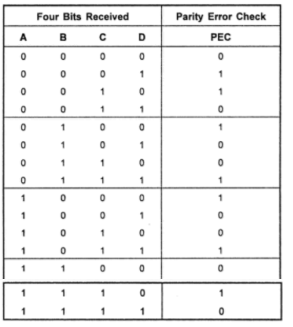 Four Bits Received Parity Error Check
A B C D PEC
0 0 0 0 0
0 0 0 1 1
0 0 1 0 1
0 0 1 1 0
0 1 0 0 1
0 1 0 1 0
0 1 1 0 0
0 1 1 1 1
1 0 0 0 1
1 0 0 1 0
1 0 1 0 0
1 0 1 1 1
1 1 0 0 0
1 1 1 0 1
1 1 1 1 0